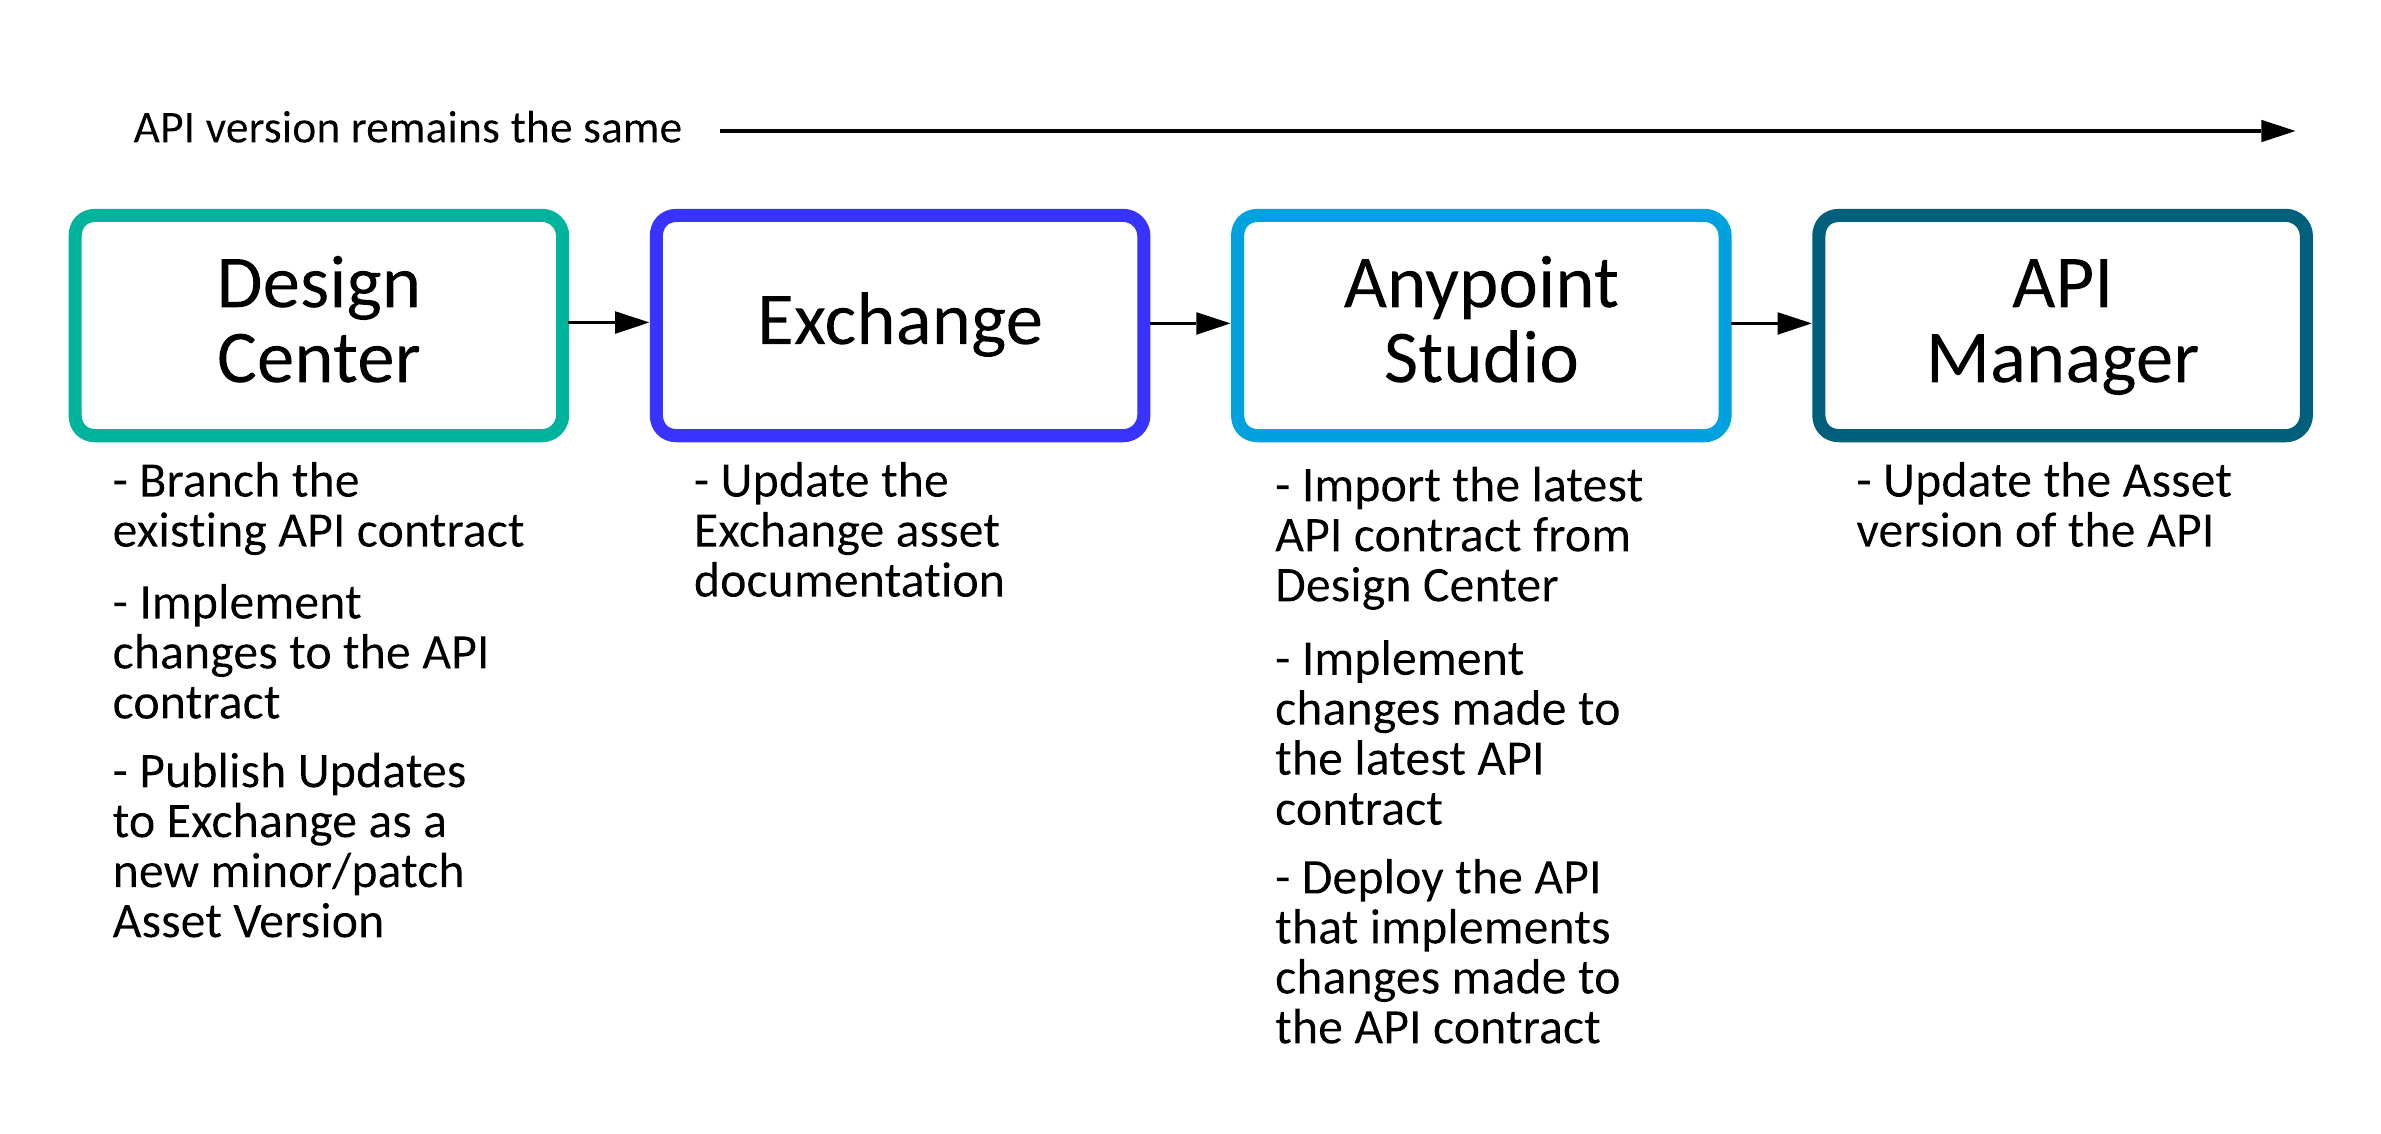 API version remains the same
Design
Center
Exchange
Anypoint
Studio
API
Manager
- Branch the
existing API contract
- Implement
changes to the API
contract
- Publish Updates
to Exchange as a
new minor/patch
Asset Version
- Update the
Exchange asset
documentation
- Import the latest
API contract from
Design Center
- Implement
changes made to
the latest API
contract
- Deploy the API
that implements
changes made to
the API contract
- Update the Asset
version of the API